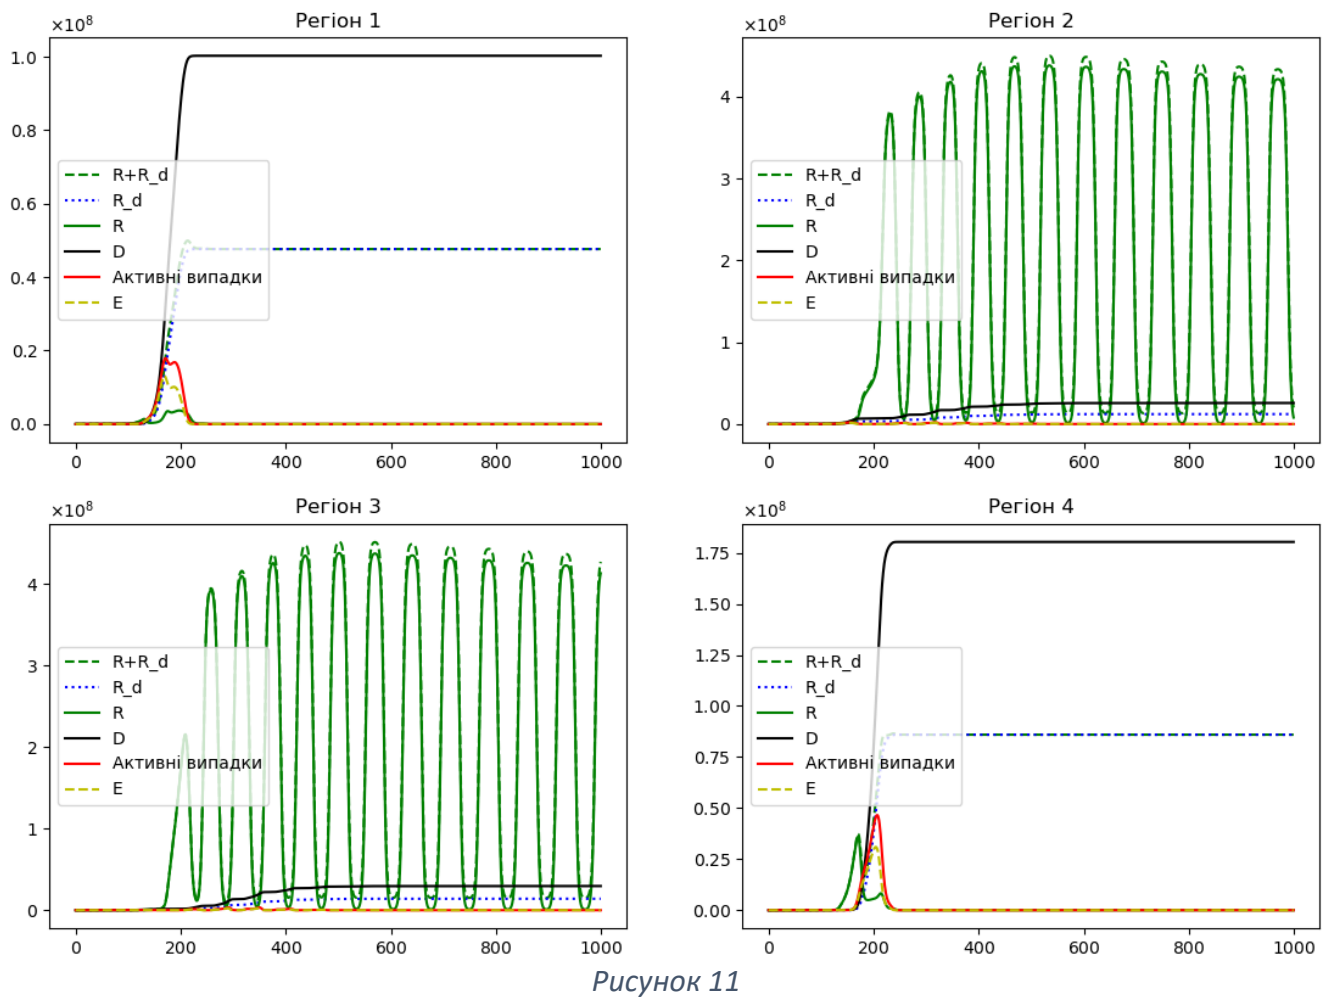 Регіон 1
×10⁸
1.0
0.8
0.6
0.4
0.2
0.0
R+R_d
R_d
R
D
Активні випадки
E
0 200 400 600 800 1000
Регіон 2
×10⁸
4
3
2
1
0
R+R_d
R_d
R
D
Активні випадки
E
0 200 400 600 800 1000
Регіон 3
×10⁸
4
3
2
1
0
R+R_d
R_d
R
D
Активні випадки
E
0 200 400 600 800 1000
Регіон 4
×10⁸
1.75
1.50
1.25
1.00
0.75
0.50
0.25
0.00
R+R_d
R_d
R
D
Активні випадки
E
0 200 400 600 800 1000
Рисунок 11